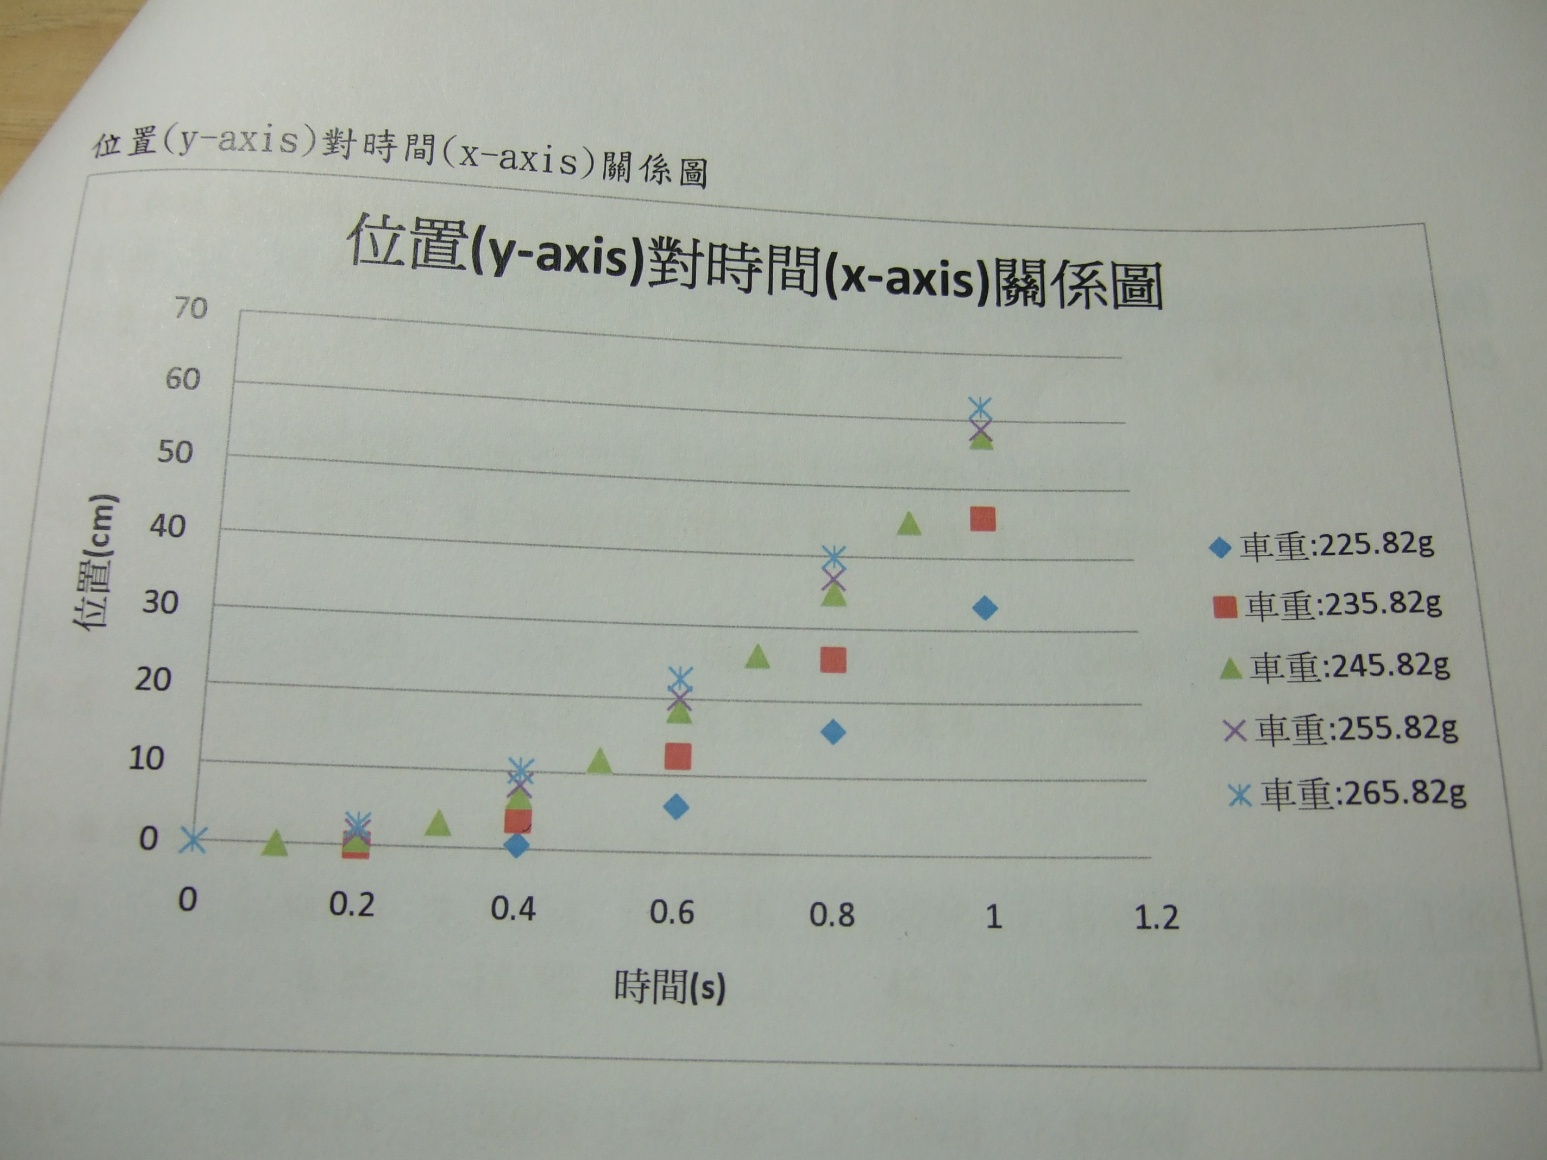 位置(y-axis)對時間(x-axis)關係圖
位置(y-axis)對時間(x-axis)關係圖
70
60
50
40
30
20
10
0
位置(cm)
0 0.2 0.4 0.6 0.8 1 1.2
時間(s)
車重:225.82g
車重:235.82g
車重:245.82g
車重:255.82g
車重:265.82g